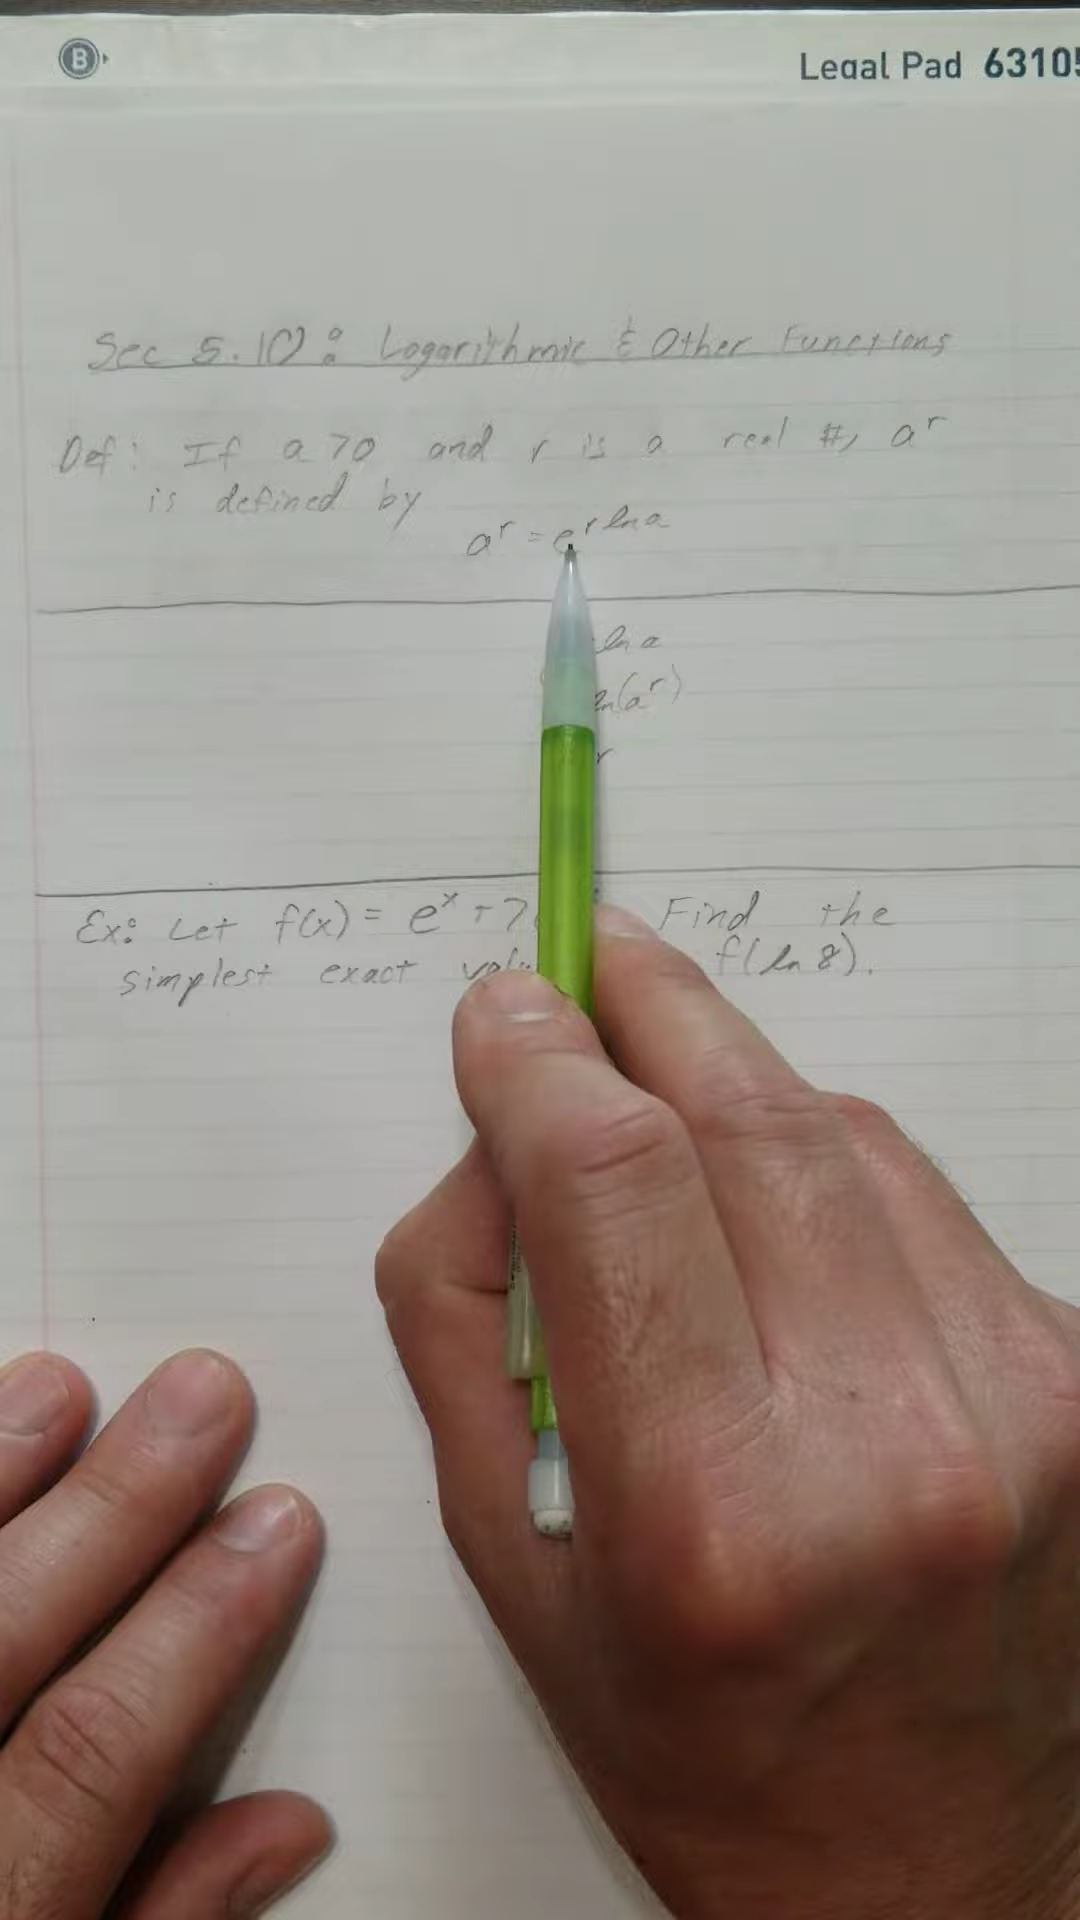 B
Legal Pad 6310
Sec 5.10: Logarithmic & Other Functions
Def: If a > 0 and r is a real #, a^r
is defined by
a^r = e^{r ln a}
ln a
ln(a^r)
r
Ex: Let f(x) = e^x + 7 Find the
simplest exact f(ln 8).